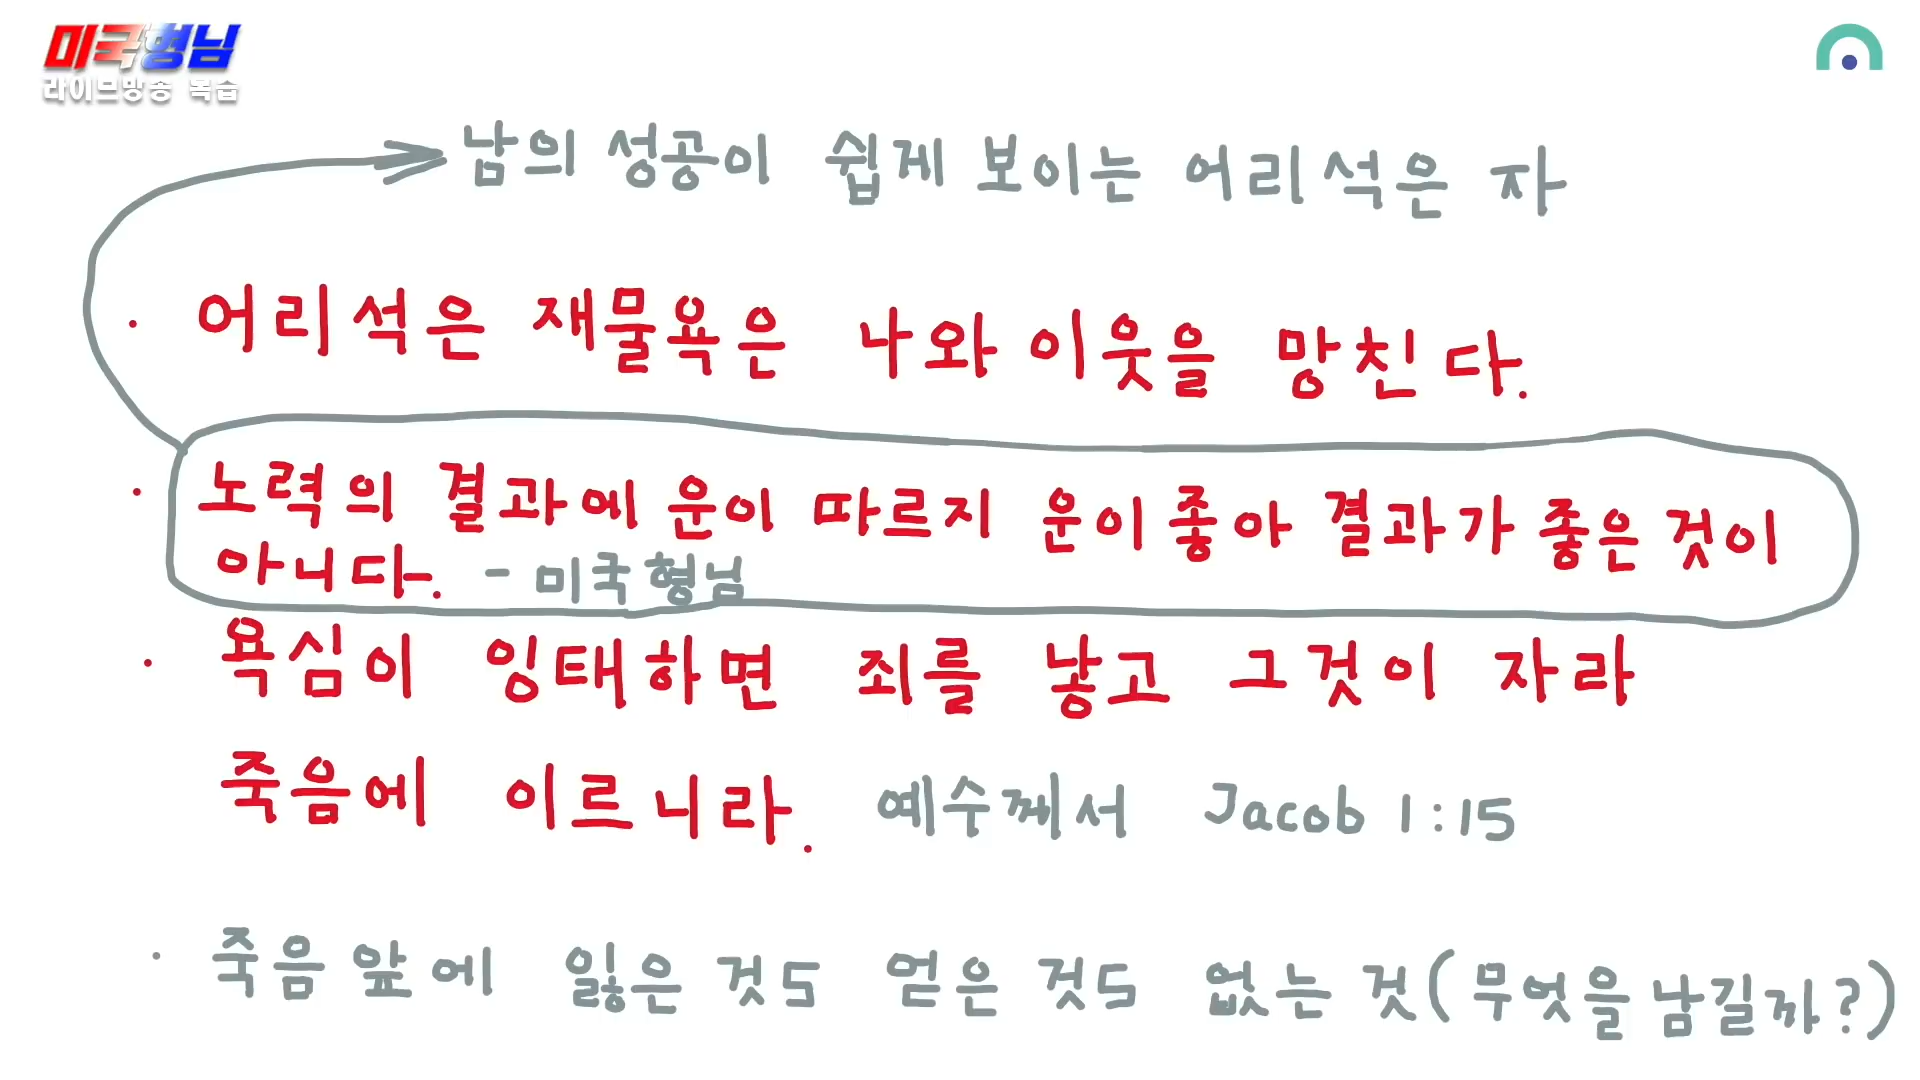 미국형님
라이브방송 복습
남의 성공이 쉽게 보이는 어리석은 자
· 어리석은 재물욕은 나와 이웃을 망친다.
· 노력의 결과에 운이 따르지 운이 좋아 결과가 좋은 것이
아니다. - 미국형님
· 욕심이 잉태하면 죄를 낳고 그것이 자라
죽음에 이르니라. 예수께서 Jacob 1:15
· 죽음 앞에 잃은 것도 얻은 것도 없는 것(무엇을 남길까?)